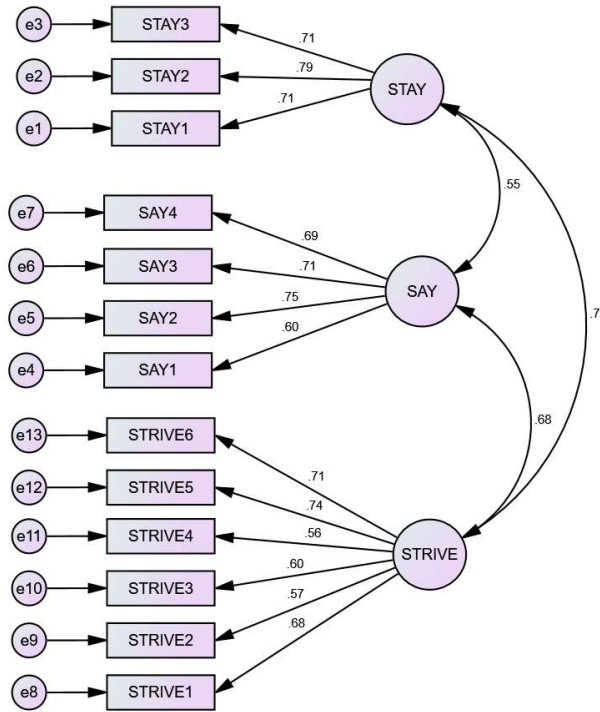 e3 STAY3 .71
e2 STAY2 .79 STAY
e1 STAY1 .71
.55
e7 SAY4 .69
e6 SAY3 .71
SAY
e5 SAY2 .75
e4 SAY1 .60
.7
.68
e13 STRIVE6 .71
e12 STRIVE5 .74
e11 STRIVE4 .56
STRIVE
e10 STRIVE3 .60
e9 STRIVE2 .57
e8 STRIVE1 .68